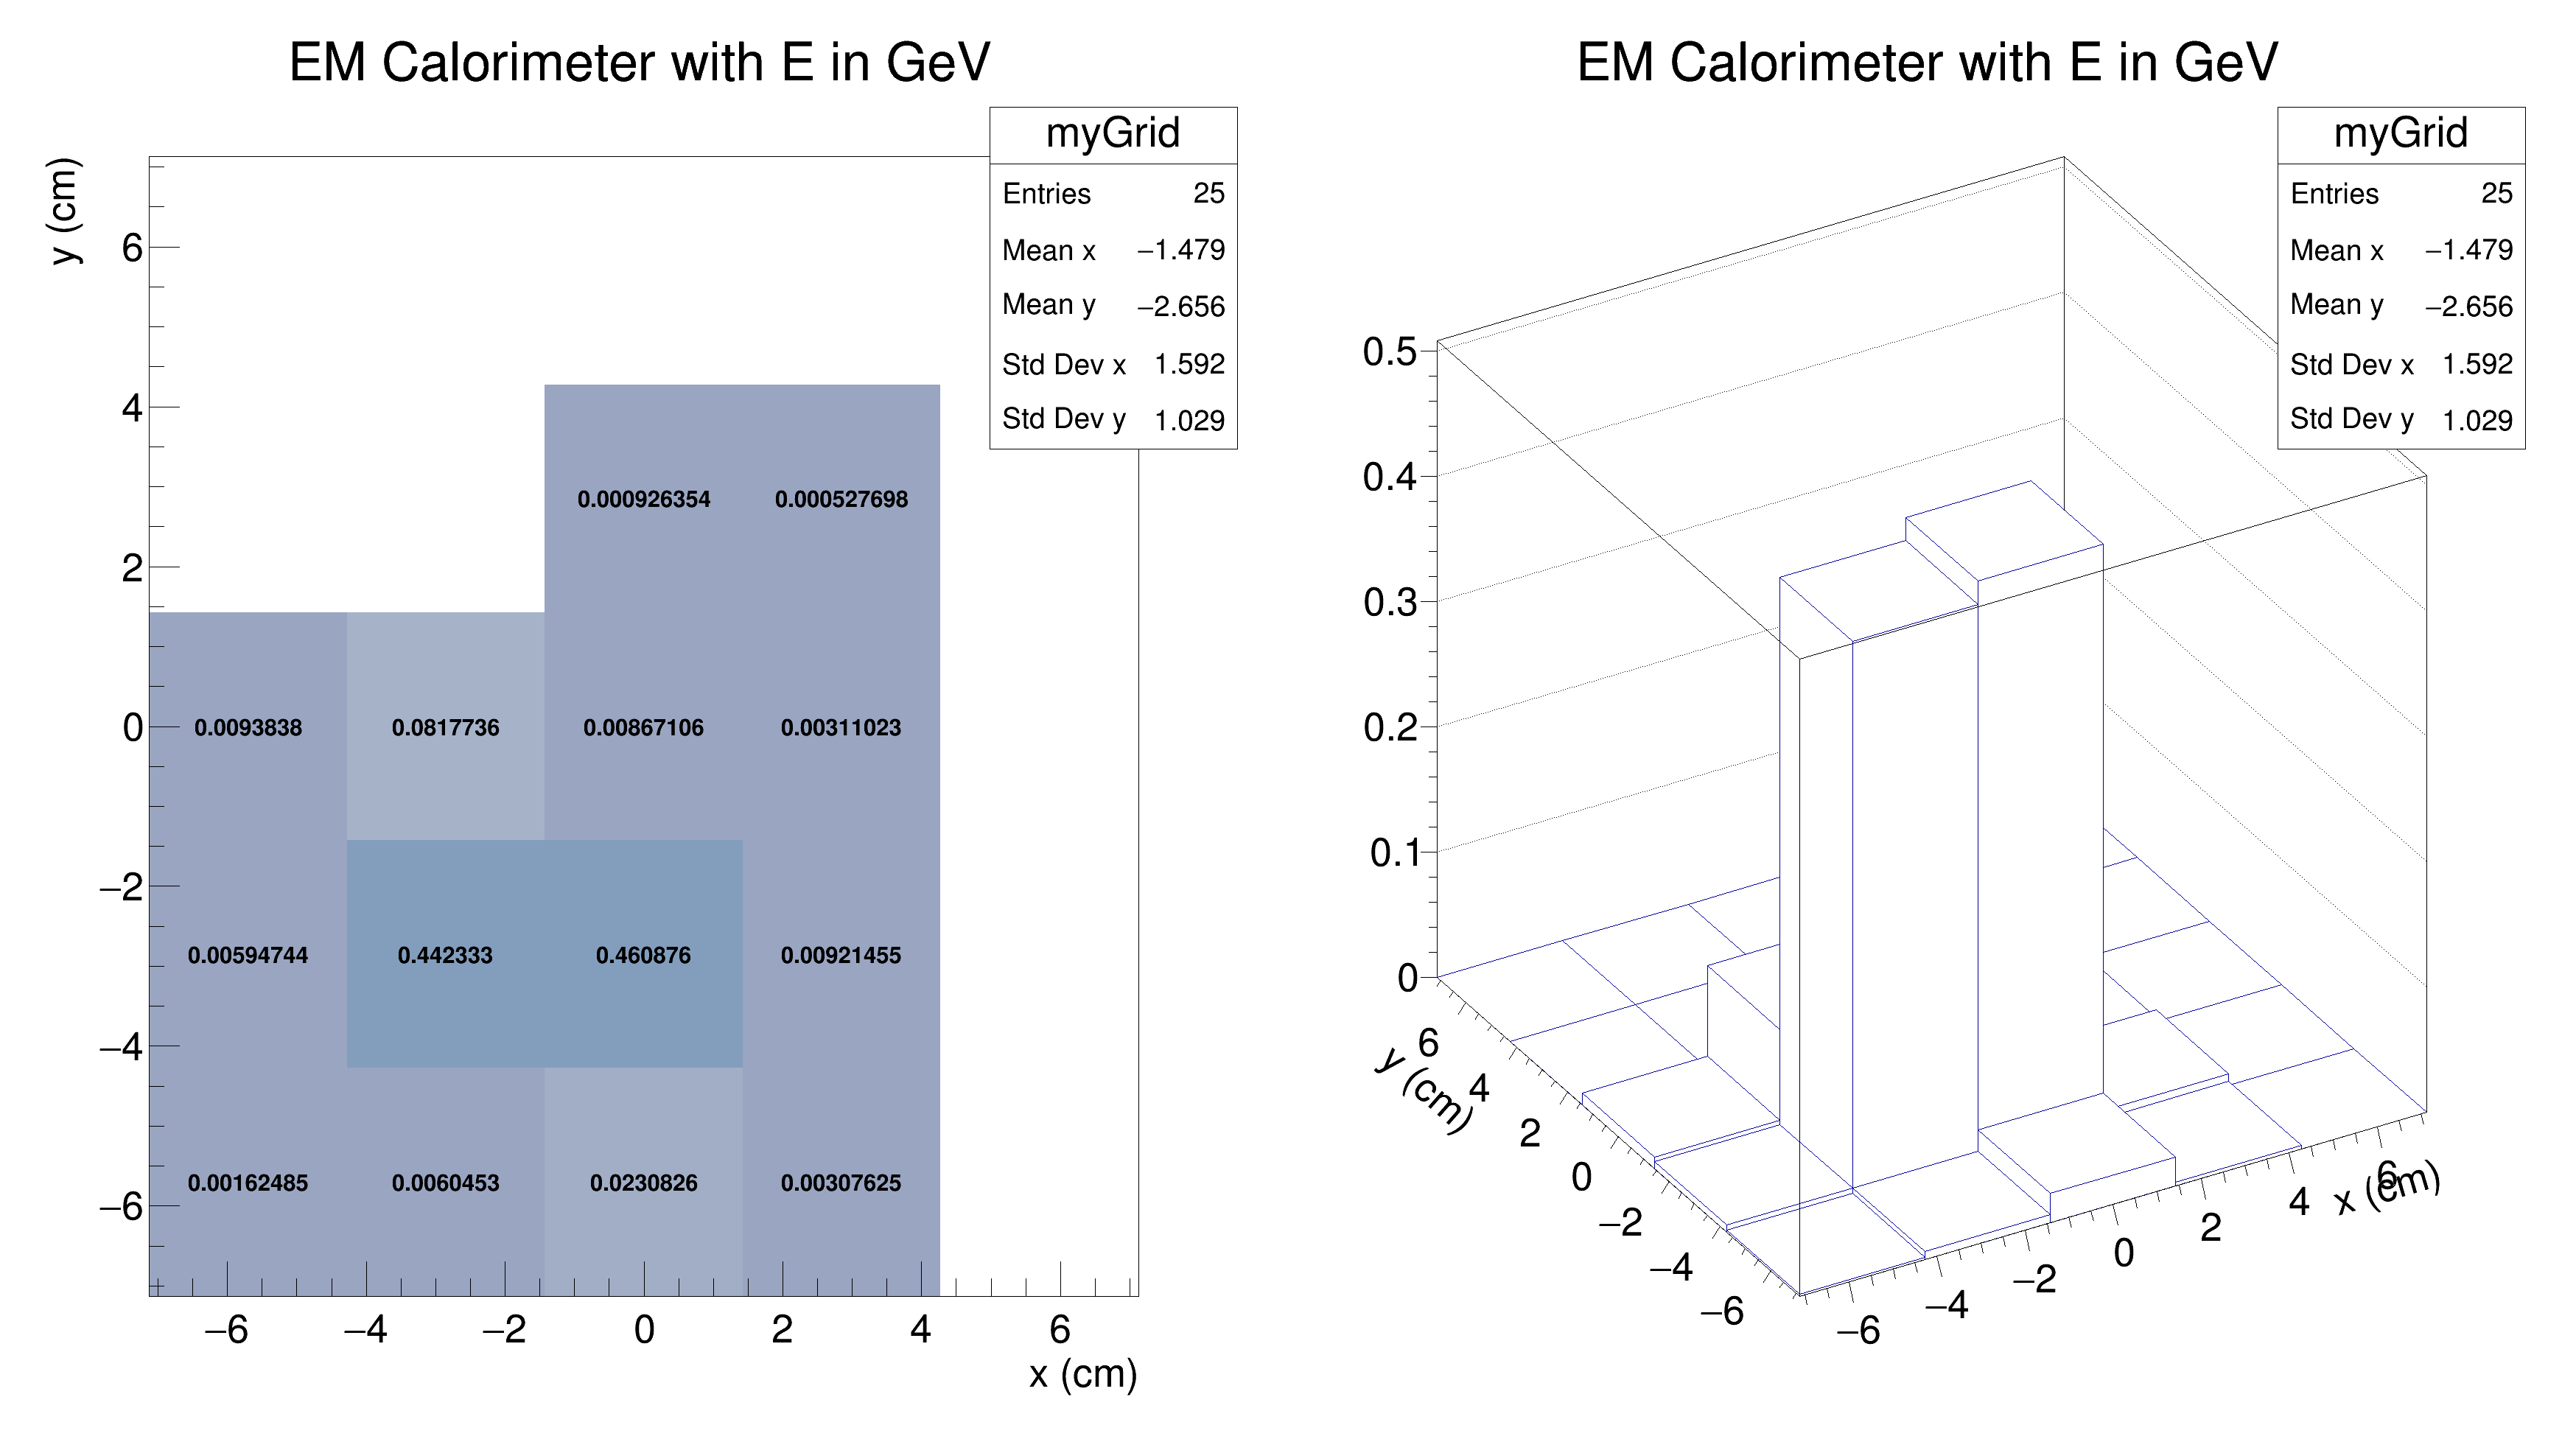 EM Calorimeter with E in GeV
myGrid
Entries 25
Mean x −1.479
Mean y −2.656
Std Dev x 1.592
Std Dev y 1.029
y (cm)
6
4
2
0
−2
−4
−6
0.000926354 0.000527698
0.0093838 0.0817736 0.00867106 0.00311023
0.00594744 0.442333 0.460876 0.00921455
0.00162485 0.0060453 0.0230826 0.00307625
−6 −4 −2 0 2 4 6
x (cm)
EM Calorimeter with E in GeV
myGrid
Entries 25
Mean x −1.479
Mean y −2.656
Std Dev x 1.592
Std Dev y 1.029
0.5
0.4
0.3
0.2
0.1
0
y (cm)
6
4
2
0
−2
−4
−6
−6
−4
−2
0
2
4
6
x (cm)